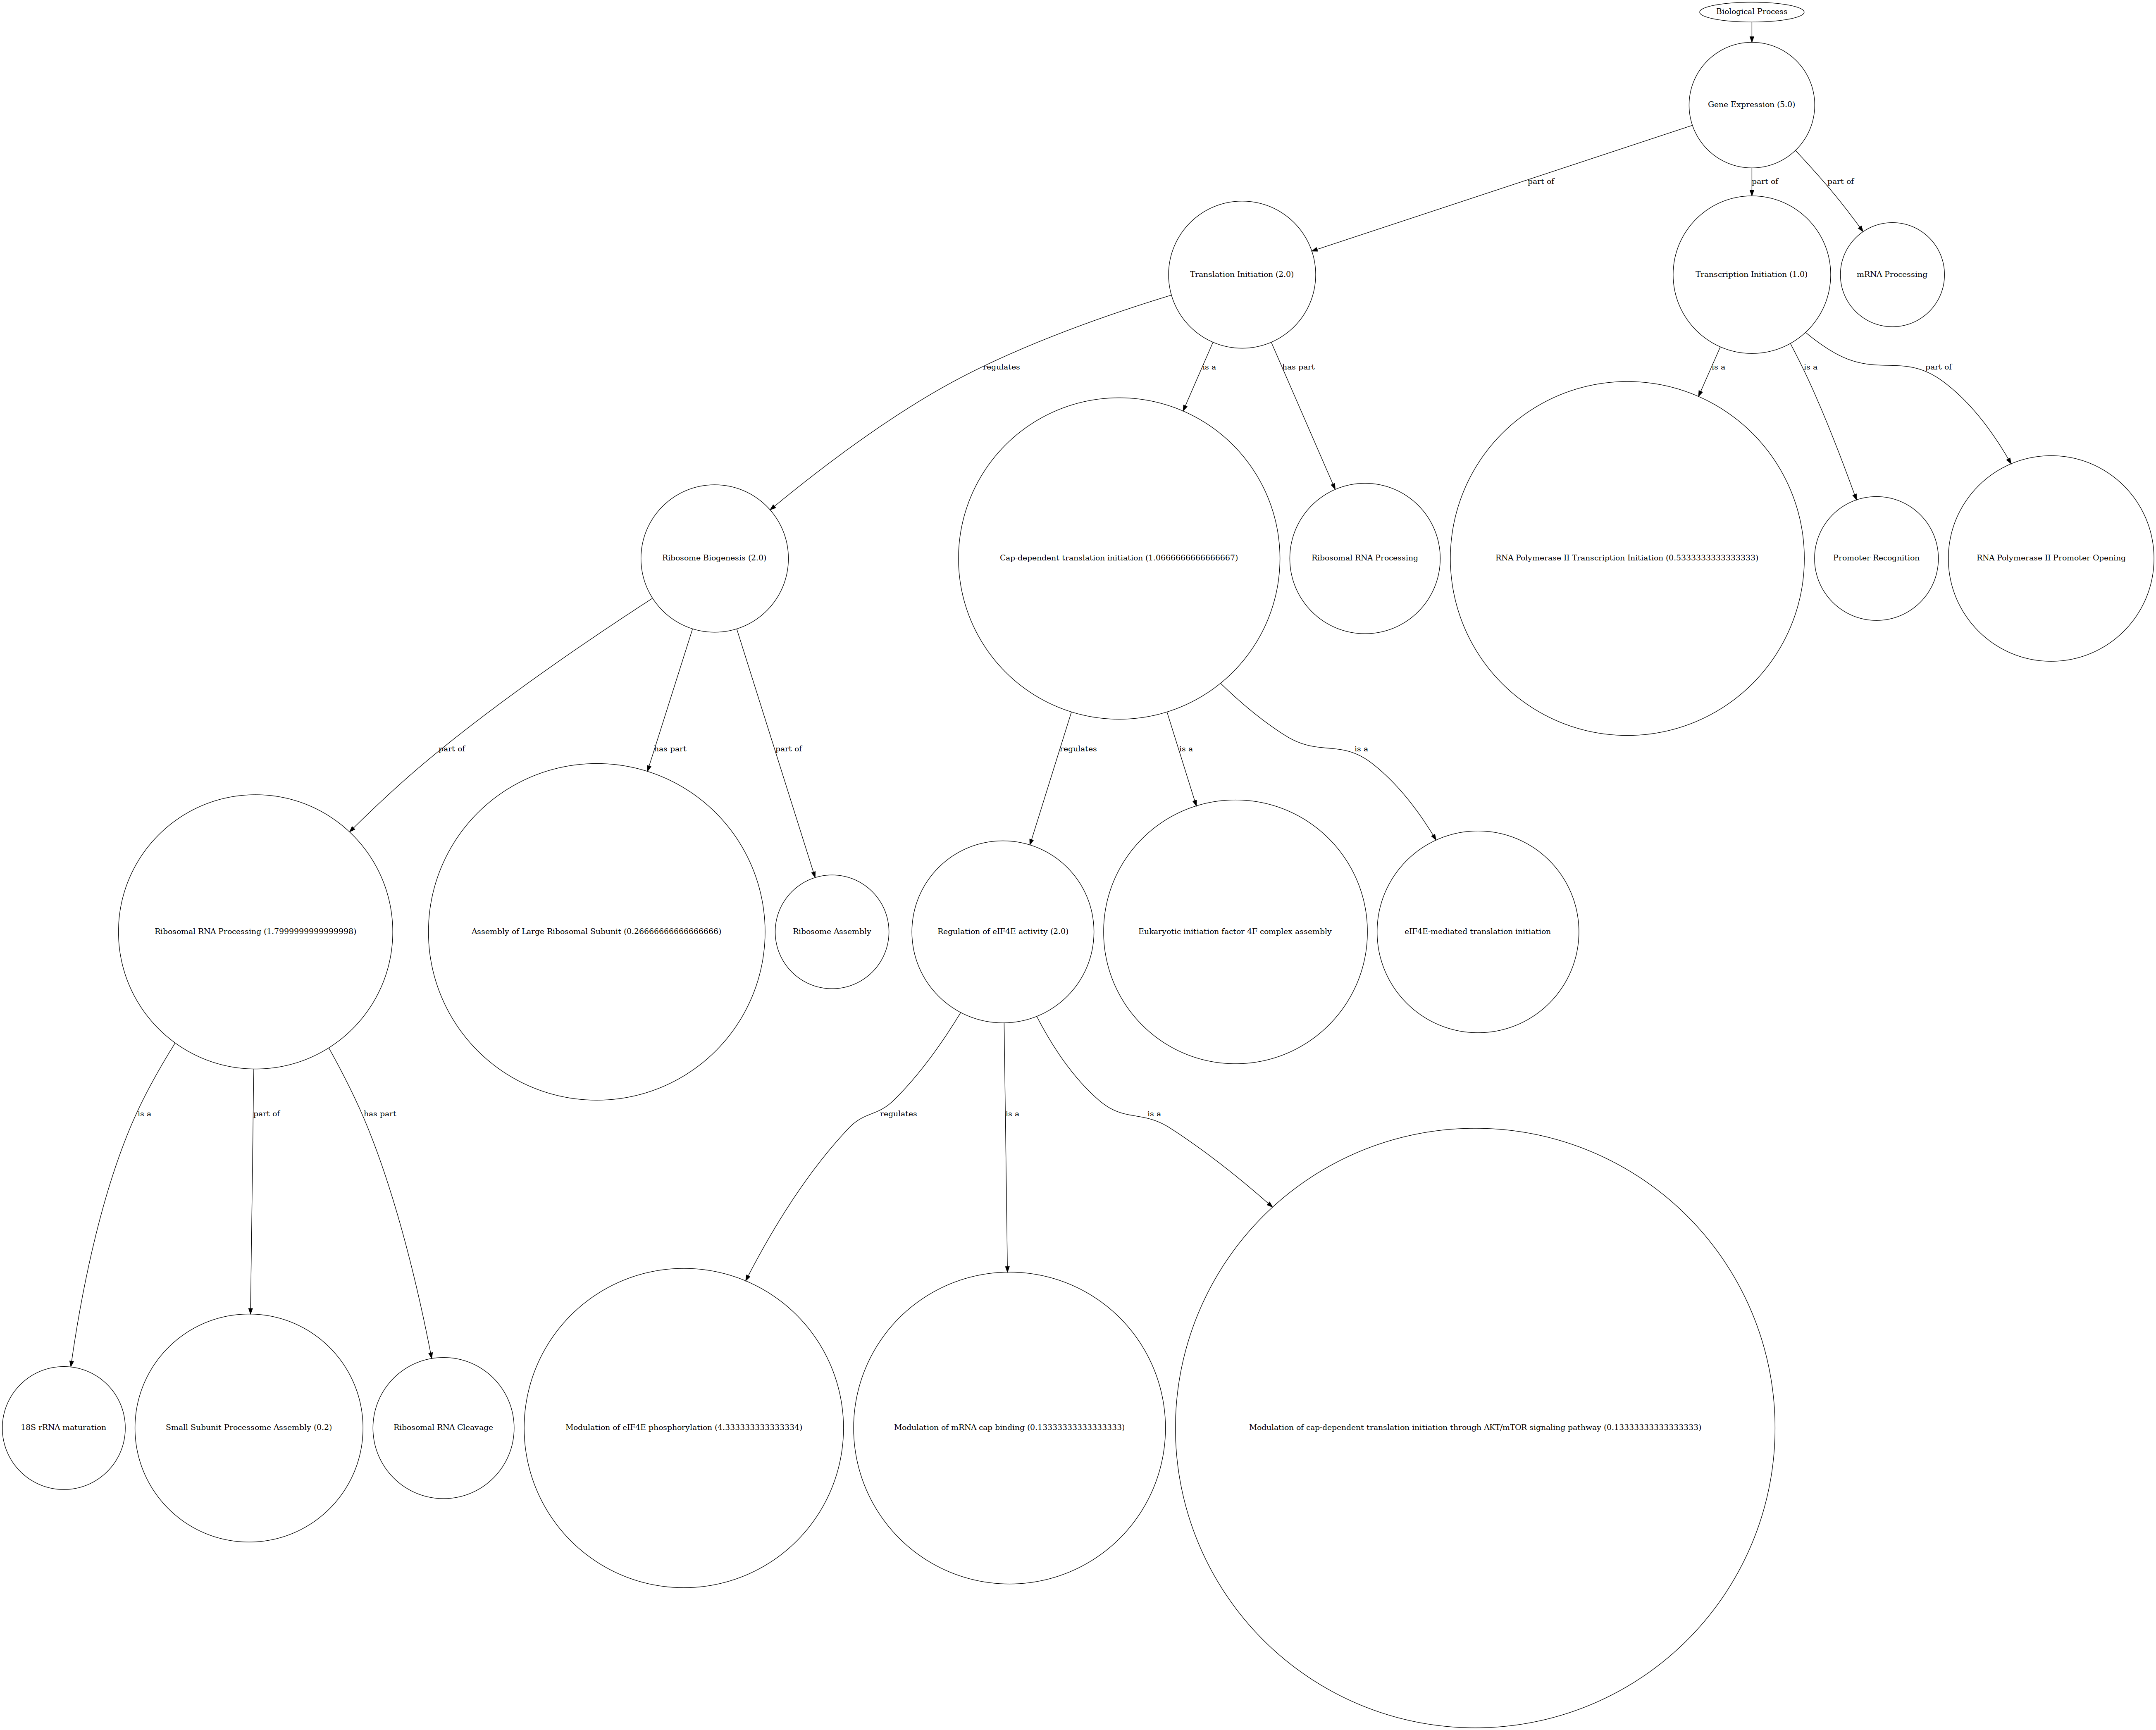 Biological Process
Gene Expression (5.0)
part of
part of
part of
Translation Initiation (2.0)
Transcription Initiation (1.0)
mRNA Processing
regulates
is a
has part
is a
is a
part of
Ribosome Biogenesis (2.0)
Cap-dependent translation initiation (1.0666666666666667)
Ribosomal RNA Processing
RNA Polymerase II Transcription Initiation (0.5333333333333333)
Promoter Recognition
RNA Polymerase II Promoter Opening
part of
has part
part of
regulates
is a
is a
Ribosomal RNA Processing (1.7999999999999998)
Assembly of Large Ribosomal Subunit (0.26666666666666666)
Ribosome Assembly
Regulation of eIF4E activity (2.0)
Eukaryotic initiation factor 4F complex assembly
eIF4E-mediated translation initiation
is a
part of
has part
regulates
is a
is a
18S rRNA maturation
Small Subunit Processome Assembly (0.2)
Ribosomal RNA Cleavage
Modulation of eIF4E phosphorylation (4.333333333333334)
Modulation of mRNA cap binding (0.13333333333333333)
Modulation of cap-dependent translation initiation through AKT/mTOR signaling pathway (0.13333333333333333)